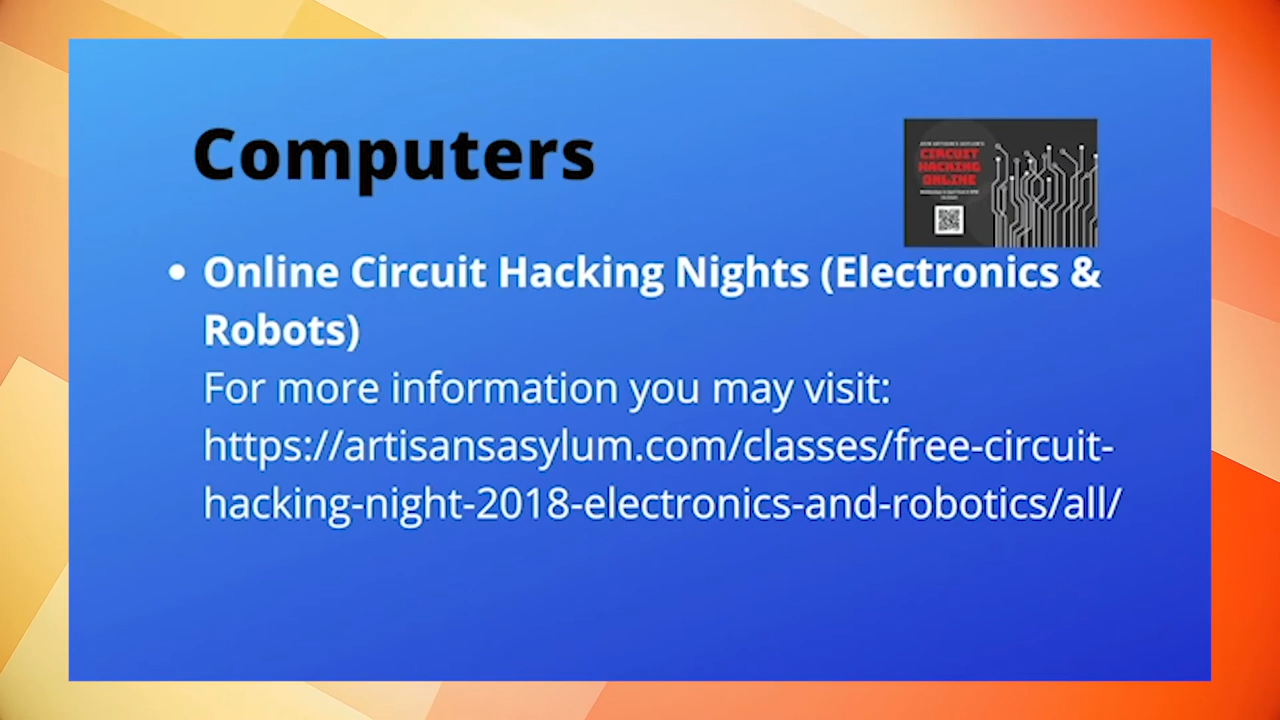 Computers
CIRCUIT
HACKING
ONLINE
• Online Circuit Hacking Nights (Electronics &
Robots)
For more information you may visit:
https://artisansasylum.com/classes/free-circuit-
hacking-night-2018-electronics-and-robotics/all/